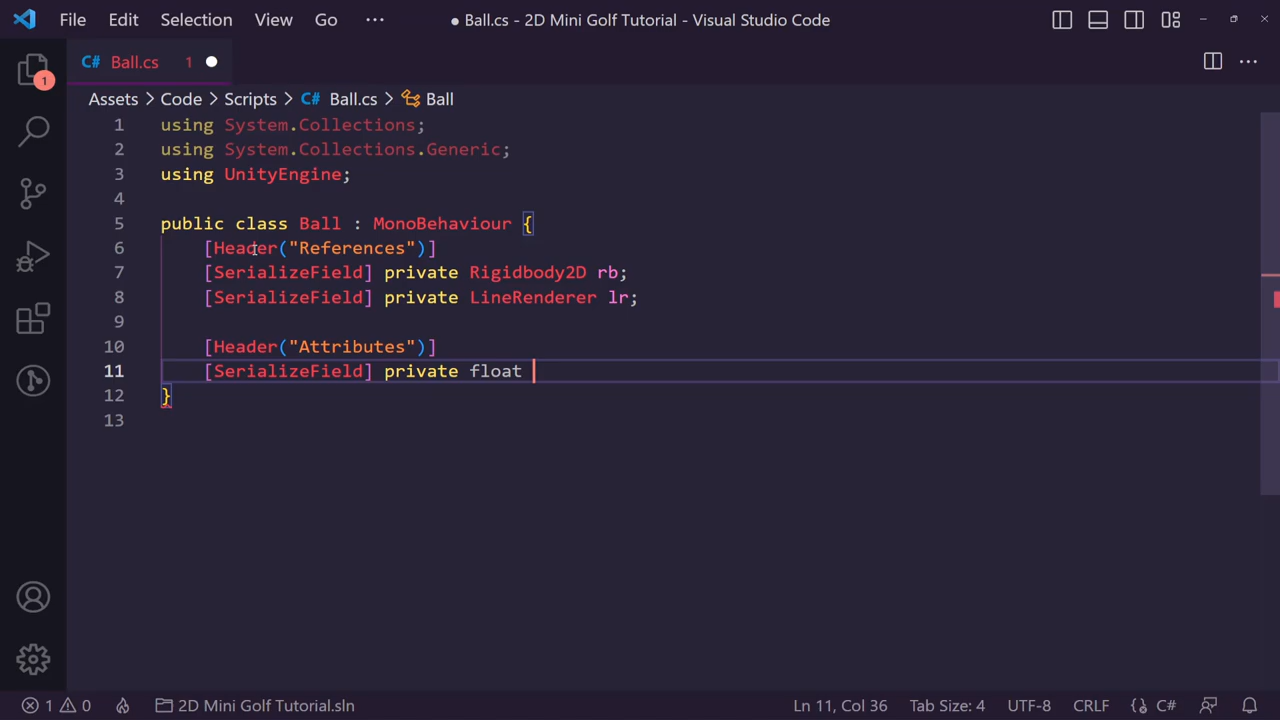 File Edit Selection View Go ··· ● Ball.cs - 2D Mini Golf Tutorial - Visual Studio Code
C# Ball.cs 1 ●
1
Assets > Code > Scripts > C# Ball.cs > Ball
1 using System.Collections;
2 using System.Collections.Generic;
3 using UnityEngine;
4
5 public class Ball : MonoBehaviour {
6 [Header("References")]
7 [SerializeField] private Rigidbody2D rb;
8 [SerializeField] private LineRenderer lr;
9
10 [Header("Attributes")]
11 [SerializeField] private float
12 }
13
1 0 2D Mini Golf Tutorial.sln Ln 11, Col 36 Tab Size: 4 UTF-8 CRLF {} C#